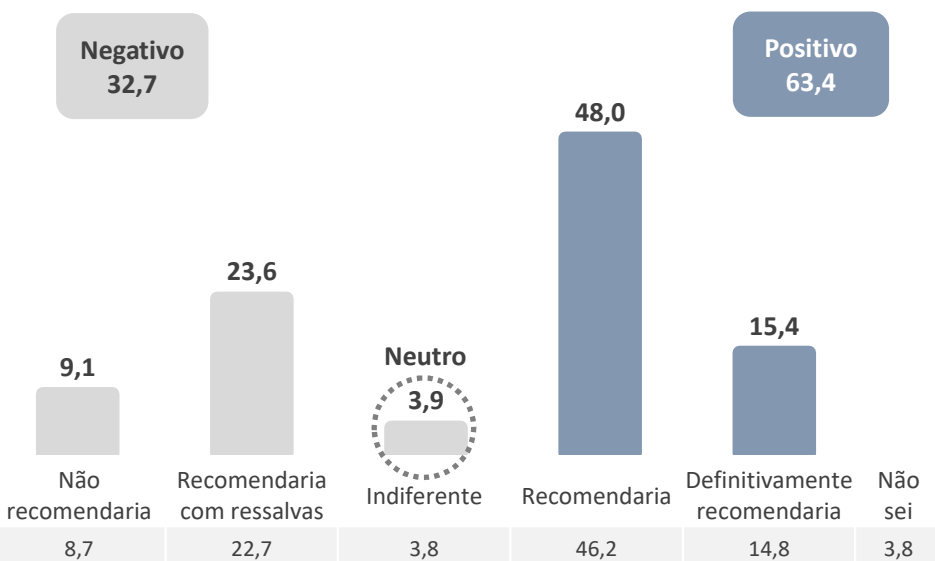 Negativo
32,7
Positivo
63,4
48,0
23,6
15,4
9,1
Neutro
3,9
Não
recomendaria
Recomendaria
com ressalvas
Indiferente
Recomendaria
Definitivamente
recomendaria
Não
sei
8,7
22,7
3,8
46,2
14,8
3,8